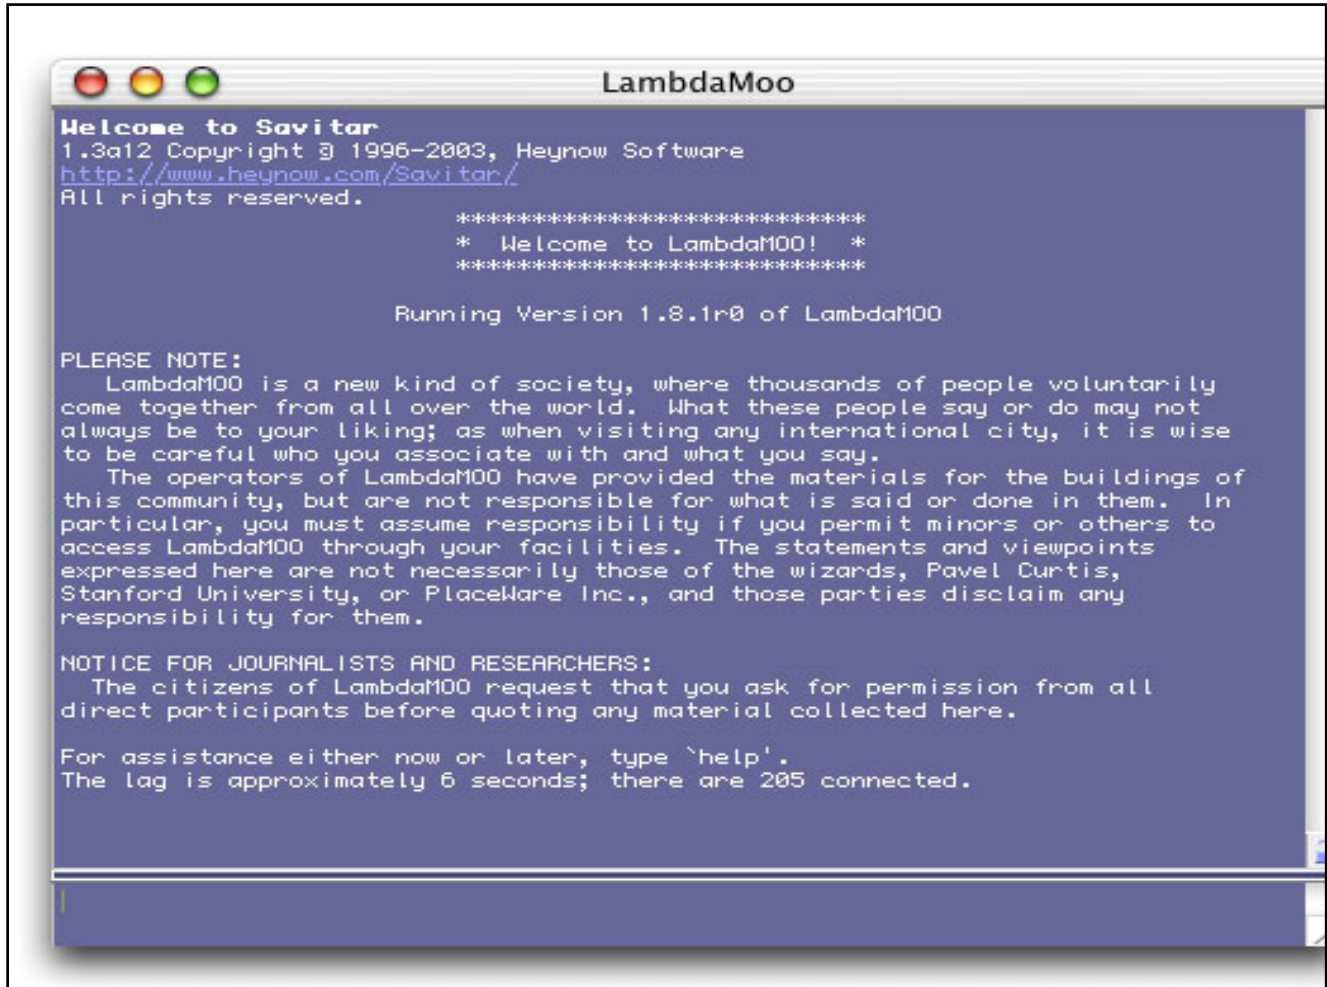 LambdaMoo
Welcome to Savitar
1.3a12 Copyright © 1996-2003, Heynow Software
http://www.heynow.com/Savitar/
All rights reserved.
***************************
*  Welcome to LambdaMOO!  *
***************************
Running Version 1.8.1r0 of LambdaMOO
PLEASE NOTE:
LambdaMOO is a new kind of society, where thousands of people voluntarily
come together from all over the world.  What these people say or do may not
always be to your liking; as when visiting any international city, it is wise
to be careful who you associate with and what you say.
The operators of LambdaMOO have provided the materials for the buildings of
this community, but are not responsible for what is said or done in them.  In
particular, you must assume responsibility if you permit minors or others to
access LambdaMOO through your facilities.  The statements and viewpoints
expressed here are not necessarily those of the wizards, Pavel Curtis,
Stanford University, or PlaceWare Inc., and those parties disclaim any
responsibility for them.
NOTICE FOR JOURNALISTS AND RESEARCHERS:
The citizens of LambdaMOO request that you ask for permission from all
direct participants before quoting any material collected here.
For assistance either now or later, type `help'.
The lag is approximately 6 seconds; there are 205 connected.